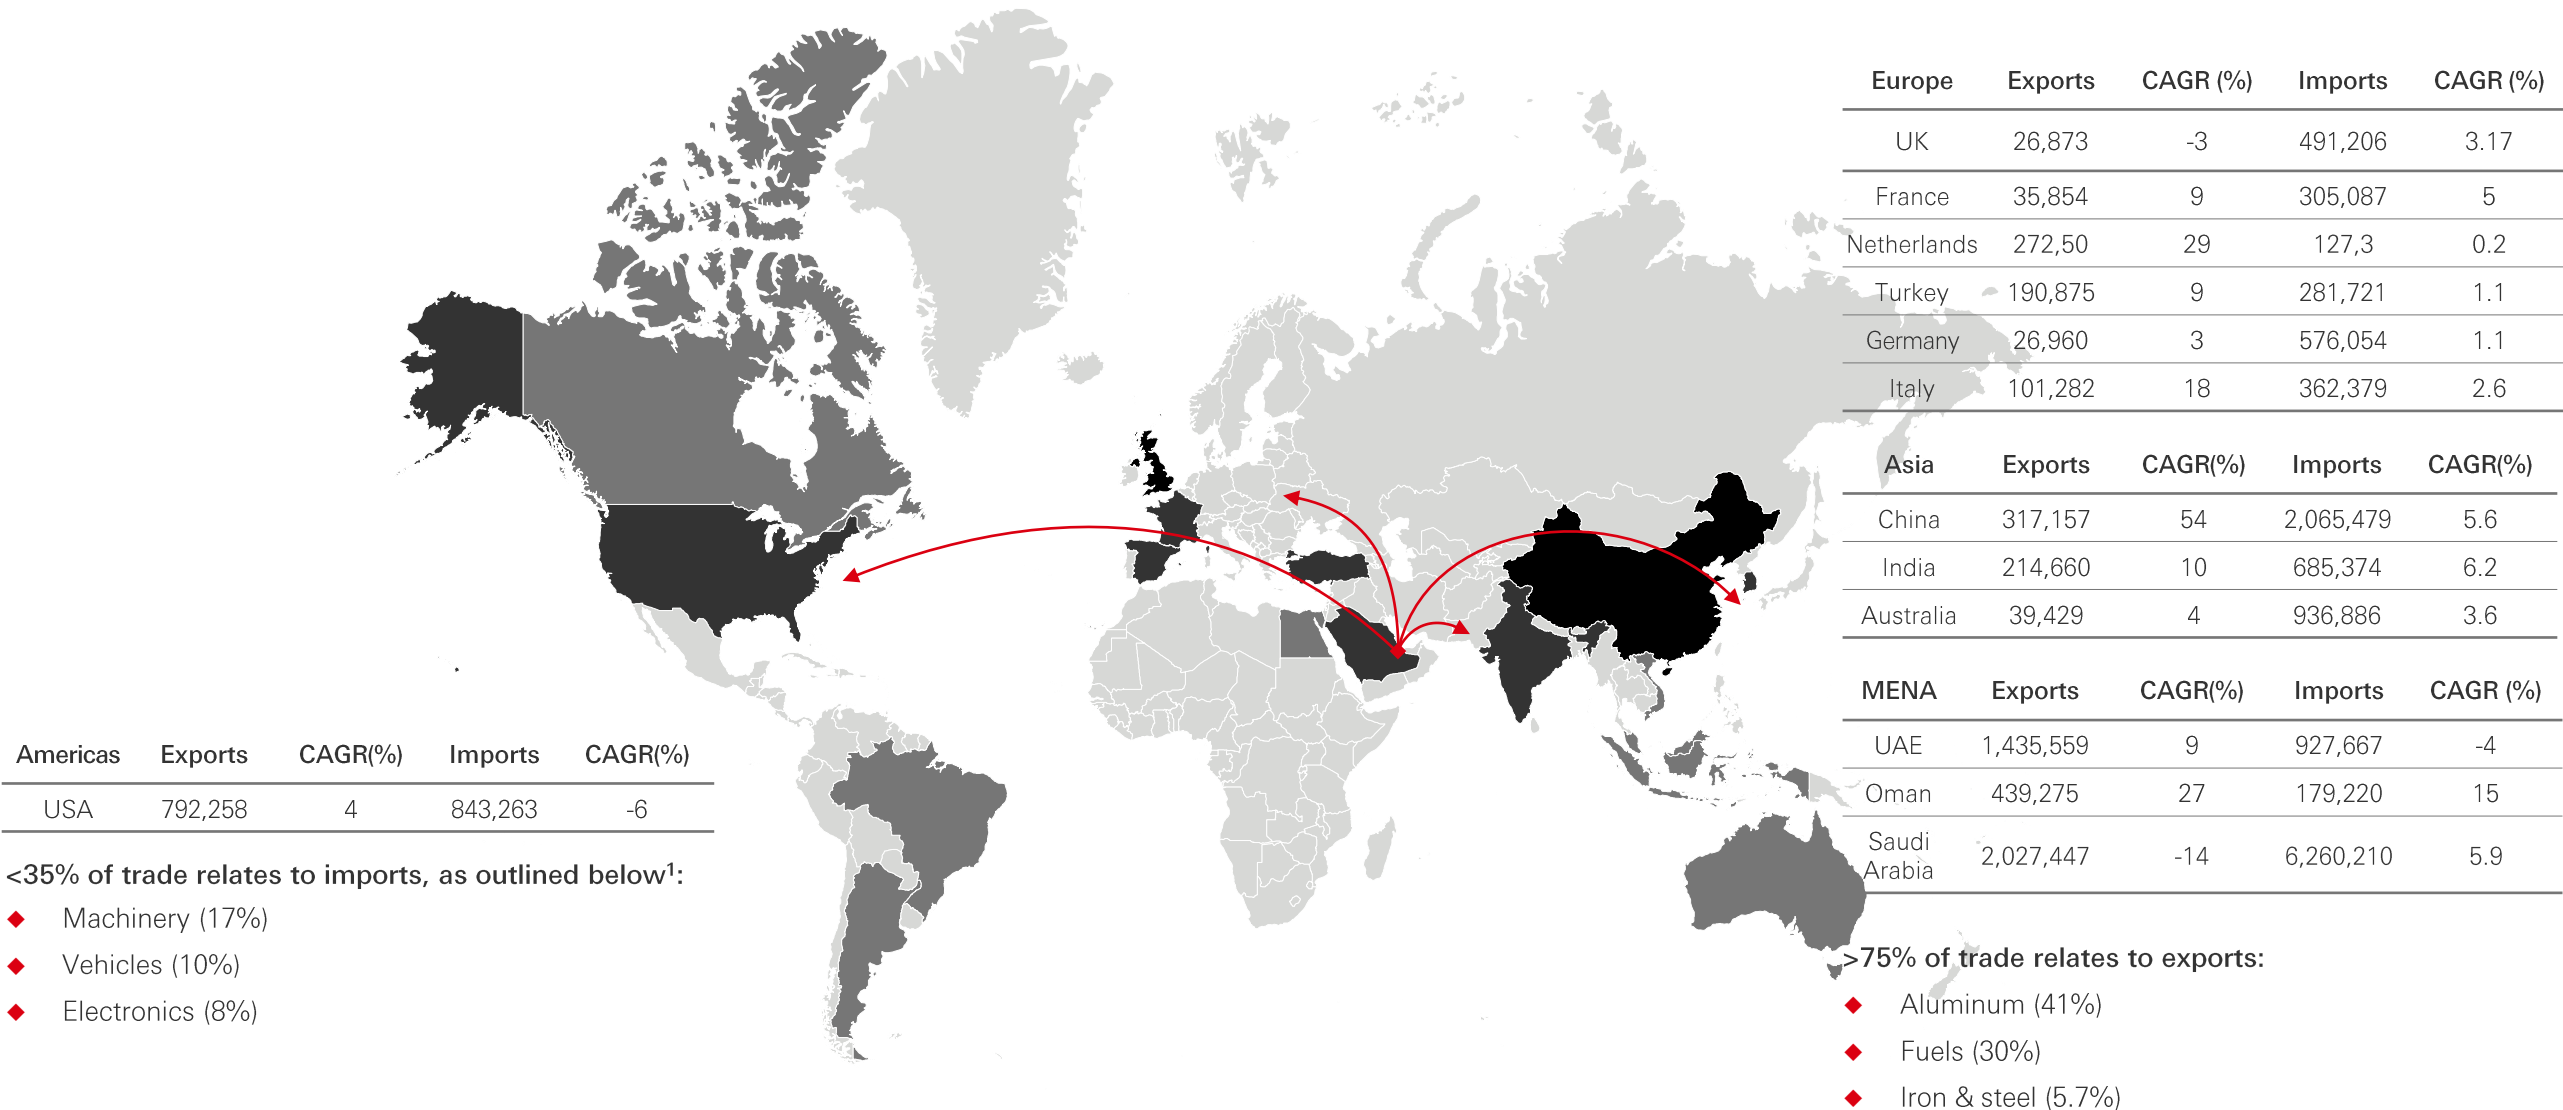 Europe Exports CAGR (%) Imports CAGR (%)
UK 26,873 -3 491,206 3.17
France 35,854 9 305,087 5
Netherlands 272,50 29 127,3 0.2
Turkey 190,875 9 281,721 1.1
Germany 26,960 3 576,054 1.1
Italy 101,282 18 362,379 2.6
Asia Exports CAGR(%) Imports CAGR(%)
China 317,157 54 2,065,479 5.6
India 214,660 10 685,374 6.2
Australia 39,429 4 936,886 3.6
MENA Exports CAGR(%) Imports CAGR (%)
UAE 1,435,559 9 927,667 -4
Oman 439,275 27 179,220 15
Saudi
Arabia 2,027,447 -14 6,260,210 5.9
>75% of trade relates to exports:
Aluminum (41%)
Fuels (30%)
Iron & steel (5.7%)
Americas Exports CAGR(%) Imports CAGR(%)
USA 792,258 4 843,263 -6
<35% of trade relates to imports, as outlined below¹:
Machinery (17%)
Vehicles (10%)
Electronics (8%)